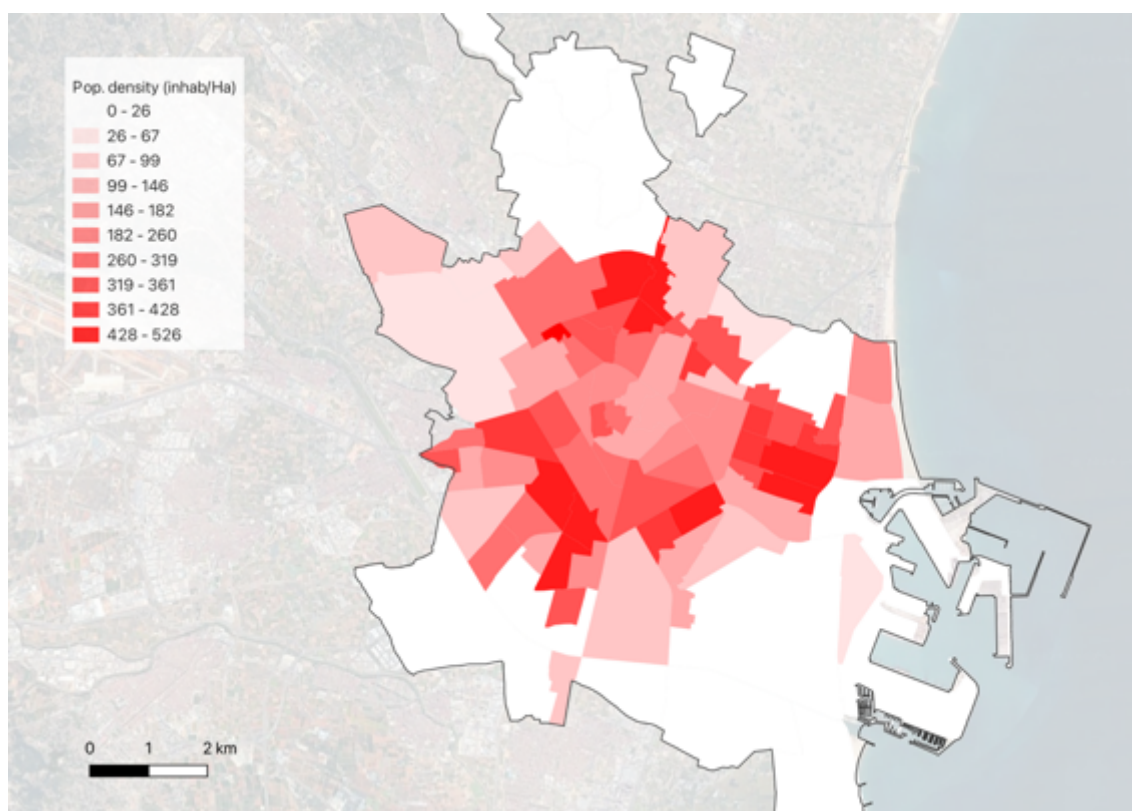 Pop. density (inhab/Ha)
0 - 26
26 - 67
67 - 99
99 - 146
146 - 182
182 - 260
260 - 319
319 - 361
361 - 428
428 - 526
0 1 2 km